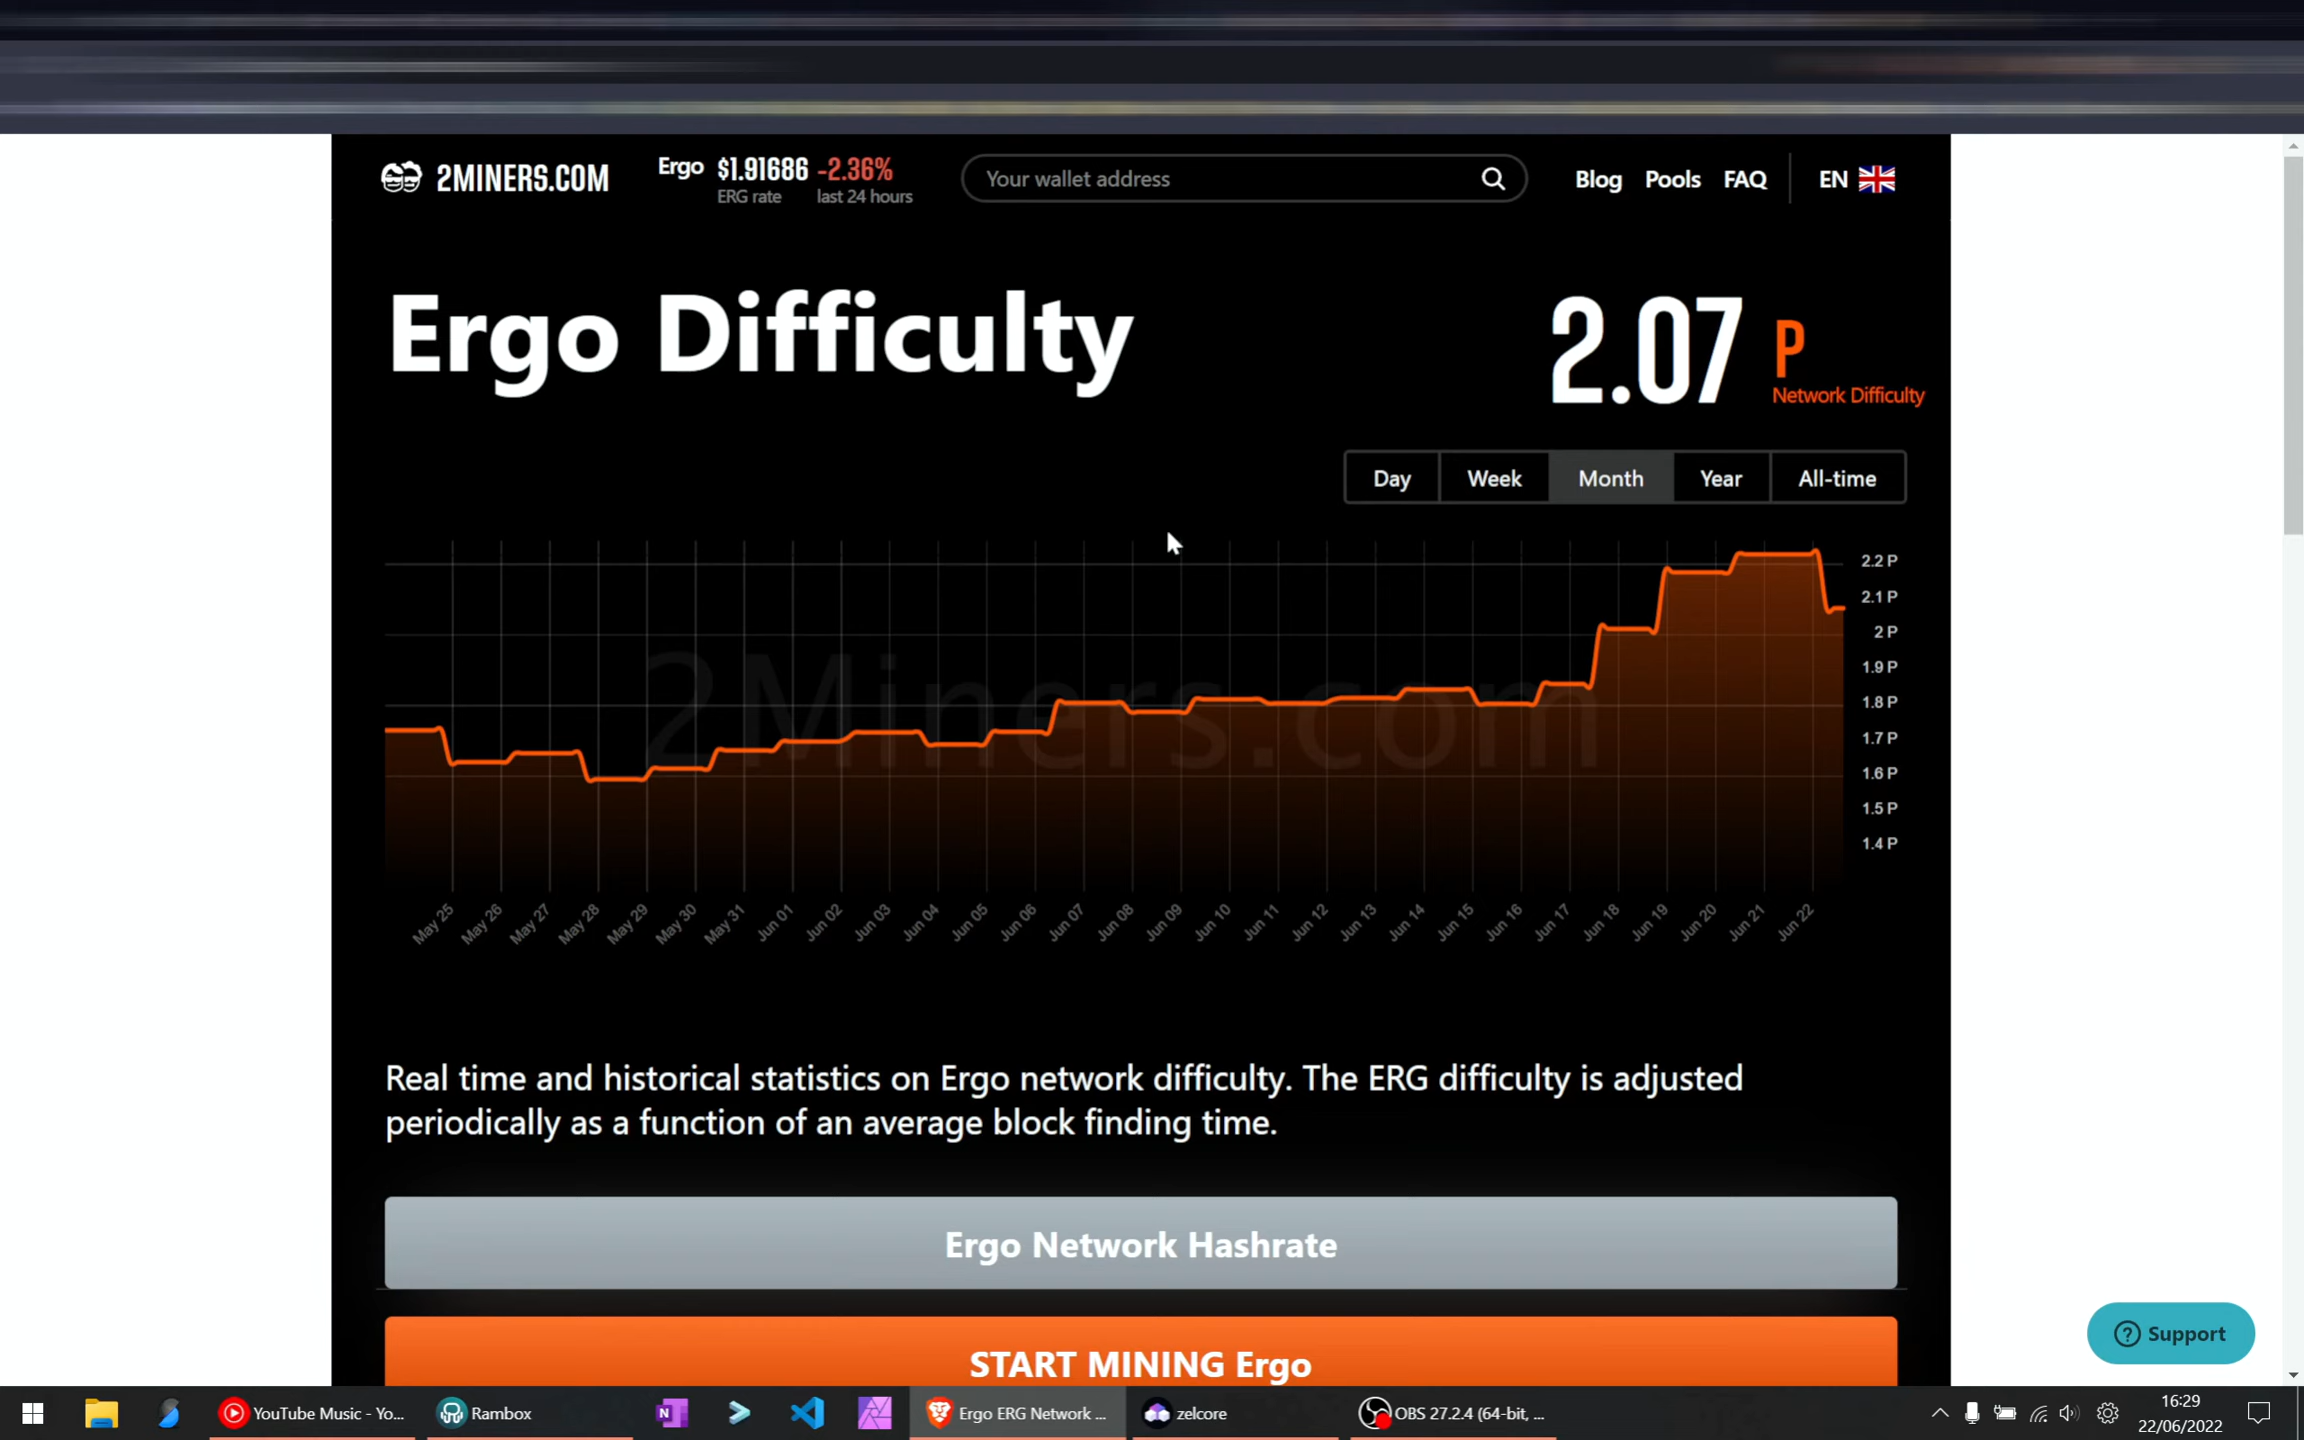 2MINERS.COM
Ergo $1.91686 -2.36%
ERG rate last 24 hours
Your wallet address
Blog Pools FAQ EN
Ergo Difficulty
2.07 P
Network Difficulty
Day Week Month Year All-time
2Miners.com
2.2 P
2.1 P
2 P
1.9 P
1.8 P
1.7 P
1.6 P
1.5 P
1.4 P
May 25 May 26 May 27 May 28 May 29 May 30 May 31 Jun 01 Jun 02 Jun 03 Jun 04 Jun 05 Jun 06 Jun 07 Jun 08 Jun 09 Jun 10 Jun 11 Jun 12 Jun 13 Jun 14 Jun 15 Jun 16 Jun 17 Jun 18 Jun 19 Jun 20 Jun 21 Jun 22
Real time and historical statistics on Ergo network difficulty. The ERG difficulty is adjusted
periodically as a function of an average block finding time.
Ergo Network Hashrate
START MINING Ergo
? Support
YouTube Music - Yo... Rambox N Ergo ERG Network ... zelcore OBS 27.2.4 (64-bit, ...
16:29
22/06/2022